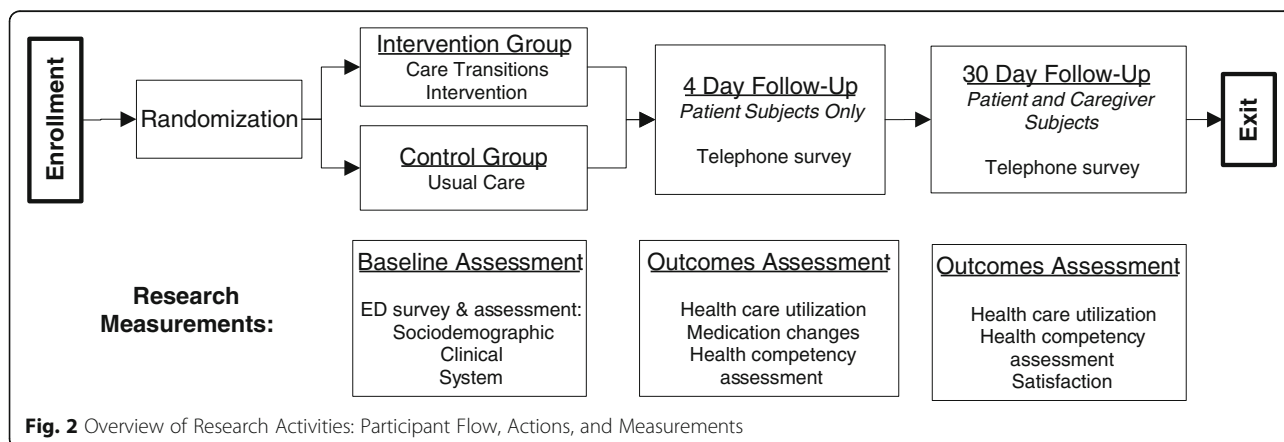 Enrollment
Randomization
Intervention Group
Care Transitions
Intervention
Control Group
Usual Care
4 Day Follow-Up
Patient Subjects Only
Telephone survey
30 Day Follow-Up
Patient and Caregiver
Subjects
Telephone survey
Exit
Research
Measurements:
Baseline Assessment
ED survey & assessment:
Sociodemographic
Clinical
System
Outcomes Assessment
Health care utilization
Medication changes
Health competency
assessment
Outcomes Assessment
Health care utilization
Health competency
assessment
Satisfaction
Fig. 2 Overview of Research Activities: Participant Flow, Actions, and Measurements